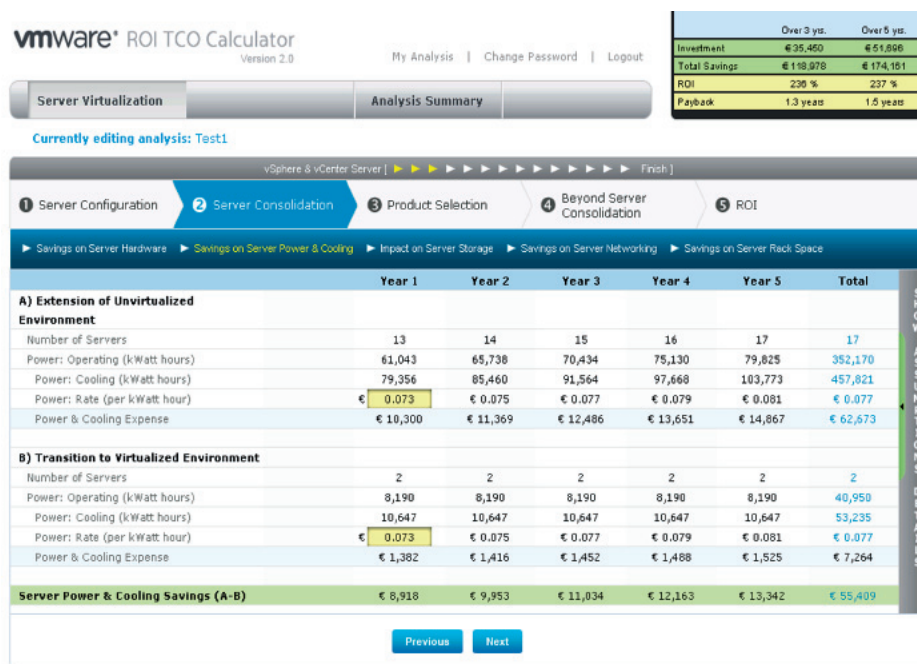 vmware® ROI TCO Calculator
Version 2.0
My Analysis | Change Password | Logout
Over 3 yrs. Over 5 yrs.
Investment €35,450 €51,696
Total Savings €118,978 €174,161
ROI 236 % 237 %
Payback 1.3 years 1.5 years
Server Virtualization Analysis Summary
Currently editing analysis: Test1
vSphere & vCenter Server [ Finish ]
1 Server Configuration 2 Server Consolidation 3 Product Selection 4 Beyond Server Consolidation 5 ROI
Savings on Server Hardware Savings on Server Power & Cooling Impact on Server Storage Savings on Server Networking Savings on Server Rack Space
Year 1 Year 2 Year 3 Year 4 Year 5 Total
A) Extension of Unvirtualized
Environment
Number of Servers 13 14 15 16 17 17
Power: Operating (kWatt hours) 61,043 65,738 70,434 75,130 79,825 352,170
Power: Cooling (kWatt hours) 79,356 85,460 91,564 97,668 103,773 457,821
Power: Rate (per kWatt hour) € 0.073 € 0.075 € 0.077 € 0.079 € 0.081 € 0.077
Power & Cooling Expense € 10,300 € 11,369 € 12,486 € 13,651 € 14,867 € 62,673
B) Transition to Virtualized Environment
Number of Servers 2 2 2 2 2 2
Power: Operating (kWatt hours) 8,190 8,190 8,190 8,190 8,190 40,950
Power: Cooling (kWatt hours) 10,647 10,647 10,647 10,647 10,647 53,235
Power: Rate (per kWatt hour) € 0.073 € 0.075 € 0.077 € 0.079 € 0.081 € 0.077
Power & Cooling Expense € 1,382 € 1,416 € 1,452 € 1,488 € 1,525 € 7,264
Server Power & Cooling Savings (A-B) € 8,918 € 9,953 € 11,034 € 12,163 € 13,342 € 55,409
Previous Next